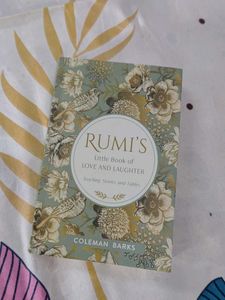 RUMI'S
Little Book of
LOVE AND LAUGHTER
Teaching Stories and Fables
COLEMAN BARKS